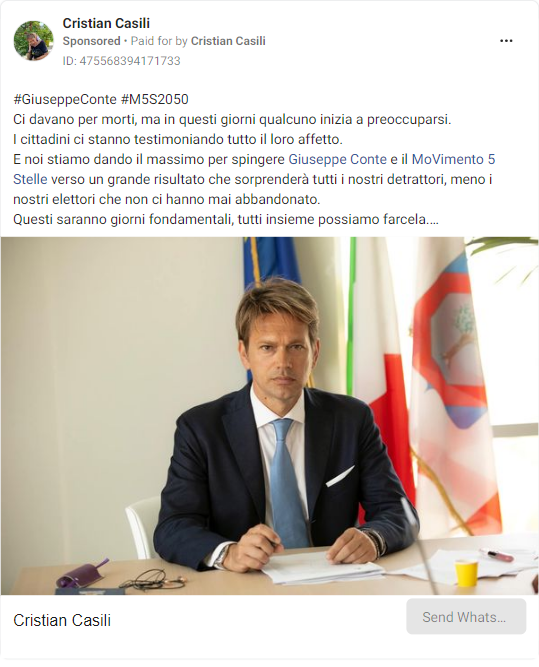 Cristian Casili
Sponsored • Paid for by Cristian Casili
ID: 475568394171733
#GiuseppeConte #M5S2050
Ci davano per morti, ma in questi giorni qualcuno inizia a preoccuparsi.
I cittadini ci stanno testimoniando tutto il loro affetto.
E noi stiamo dando il massimo per spingere Giuseppe Conte e il MoVimento 5
Stelle verso un grande risultato che sorprenderà tutti i nostri detrattori, meno i
nostri elettori che non ci hanno mai abbandonato.
Questi saranno giorni fondamentali, tutti insieme possiamo farcela....
Cristian Casili
Send Whats...